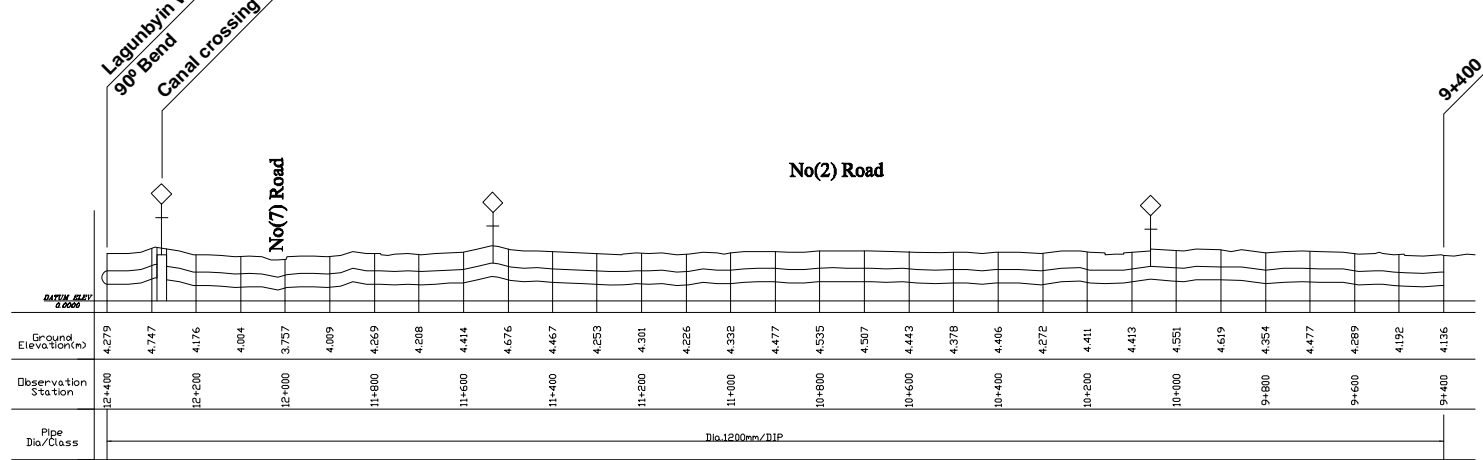 Lagunbyin
90º Bend
Canal crossing
9+400
No(7) Road
No(2) Road
DATUM ELEV
0.0000
Ground
Elevation(m)
4.279 4.747 4.176 4.004 3.757 4.009 4.269 4.208 4.414 4.676 4.467 4.253 4.301 4.226 4.332 4.477 4.535 4.507 4.443 4.378 4.406 4.272 4.411 4.413 4.551 4.619 4.354 4.477 4.289 4.192 4.136
Observation
Station
12+400 12+200 12+000 11+800 11+600 11+400 11+200 11+000 10+800 10+600 10+400 10+200 10+000 9+800 9+600 9+400
Pipe
Dia/Class
Dia.1200mm/DIP